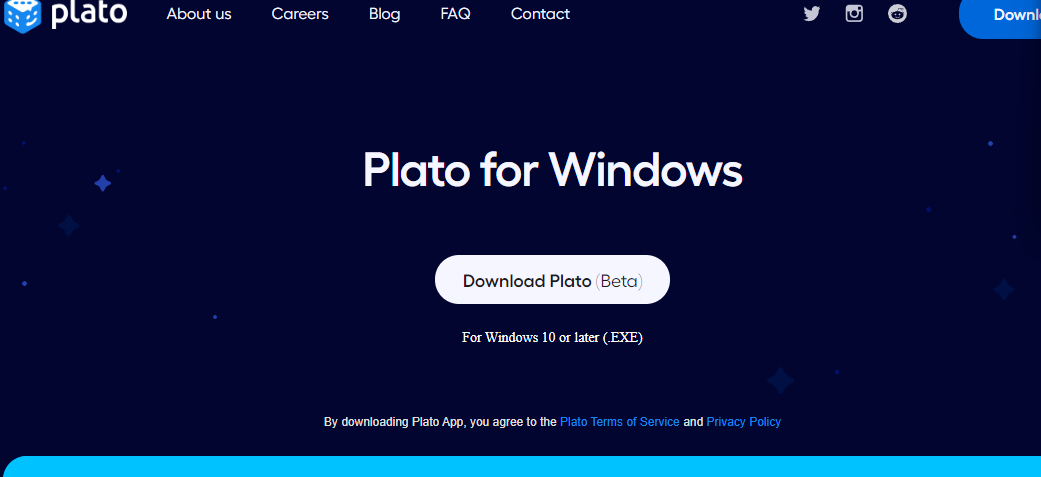 plato About us Careers Blog FAQ Contact
Plato for Windows
Download Plato (Beta)
For Windows 10 or later (.EXE)
By downloading Plato App, you agree to the Plato Terms of Service and Privacy Policy